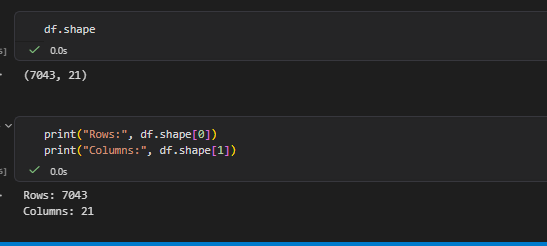 df.shape
0.0s
(7043, 21)
print("Rows:", df.shape[0])
print("Columns:", df.shape[1])
0.0s
Rows: 7043
Columns: 21